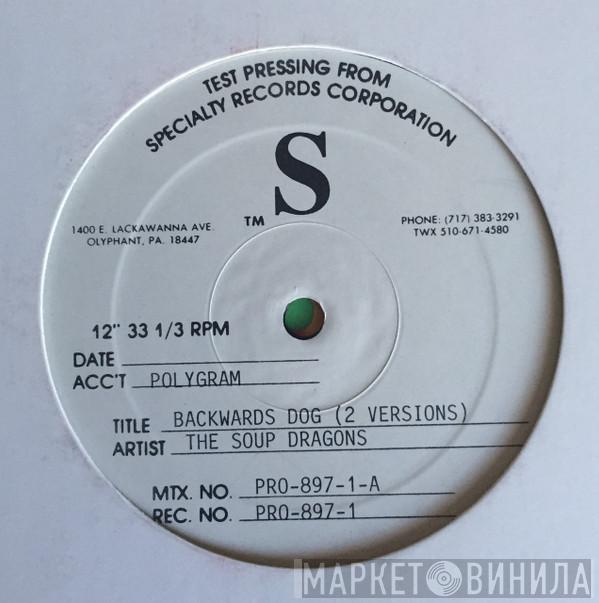 TEST PRESSING FROM
SPECIALTY RECORDS CORPORATION
S
TM
1400 E. LACKAWANNA AVE.
OLYPHANT, PA. 18447
PHONE: (717) 383-3291
TWX 510-671-4580
12" 33 1/3 RPM
DATE
ACC'T POLYGRAM
TITLE BACKWARDS DOG (2 VERSIONS)
ARTIST THE SOUP DRAGONS
MTX. NO. PRO-897-1-A
REC. NO. PRO-897-1
МАРКЕТ ВИНИЛА